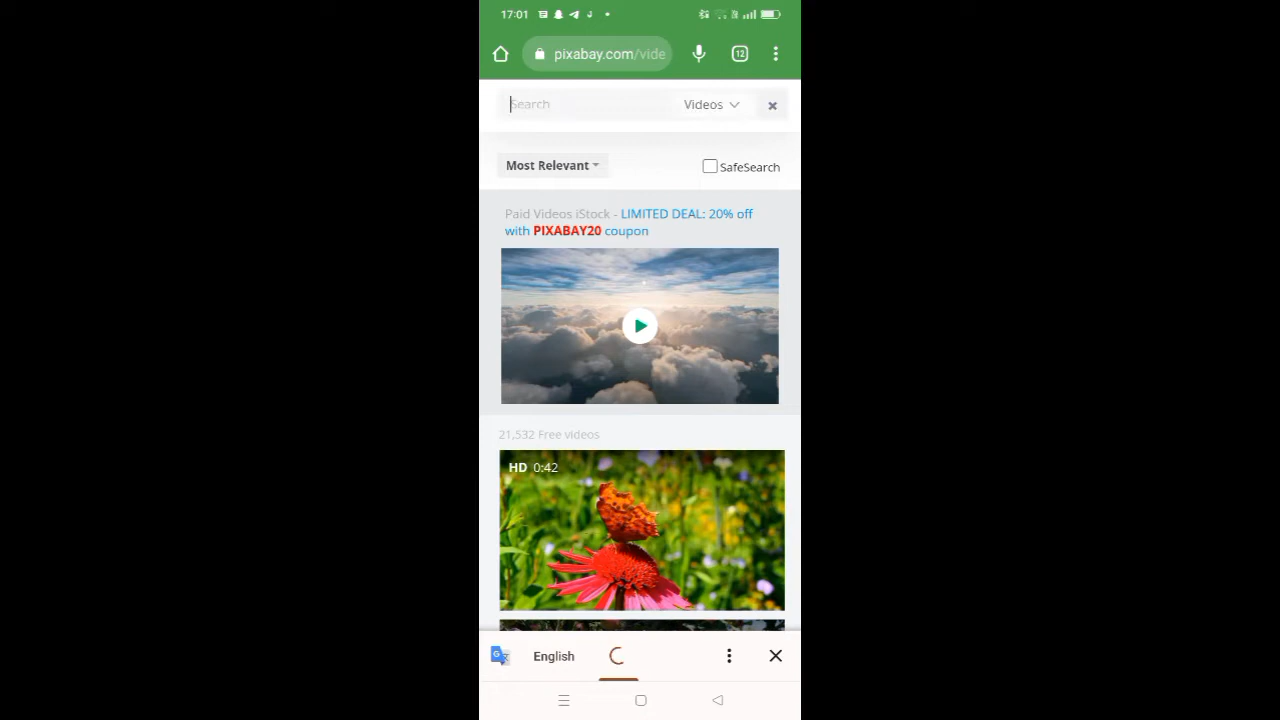 17:01
pixabay.com/vide
12
Search
Videos
Most Relevant
SafeSearch
Paid Videos iStock - LIMITED DEAL: 20% off
with PIXABAY20 coupon
21,532 Free videos
HD 0:42
English